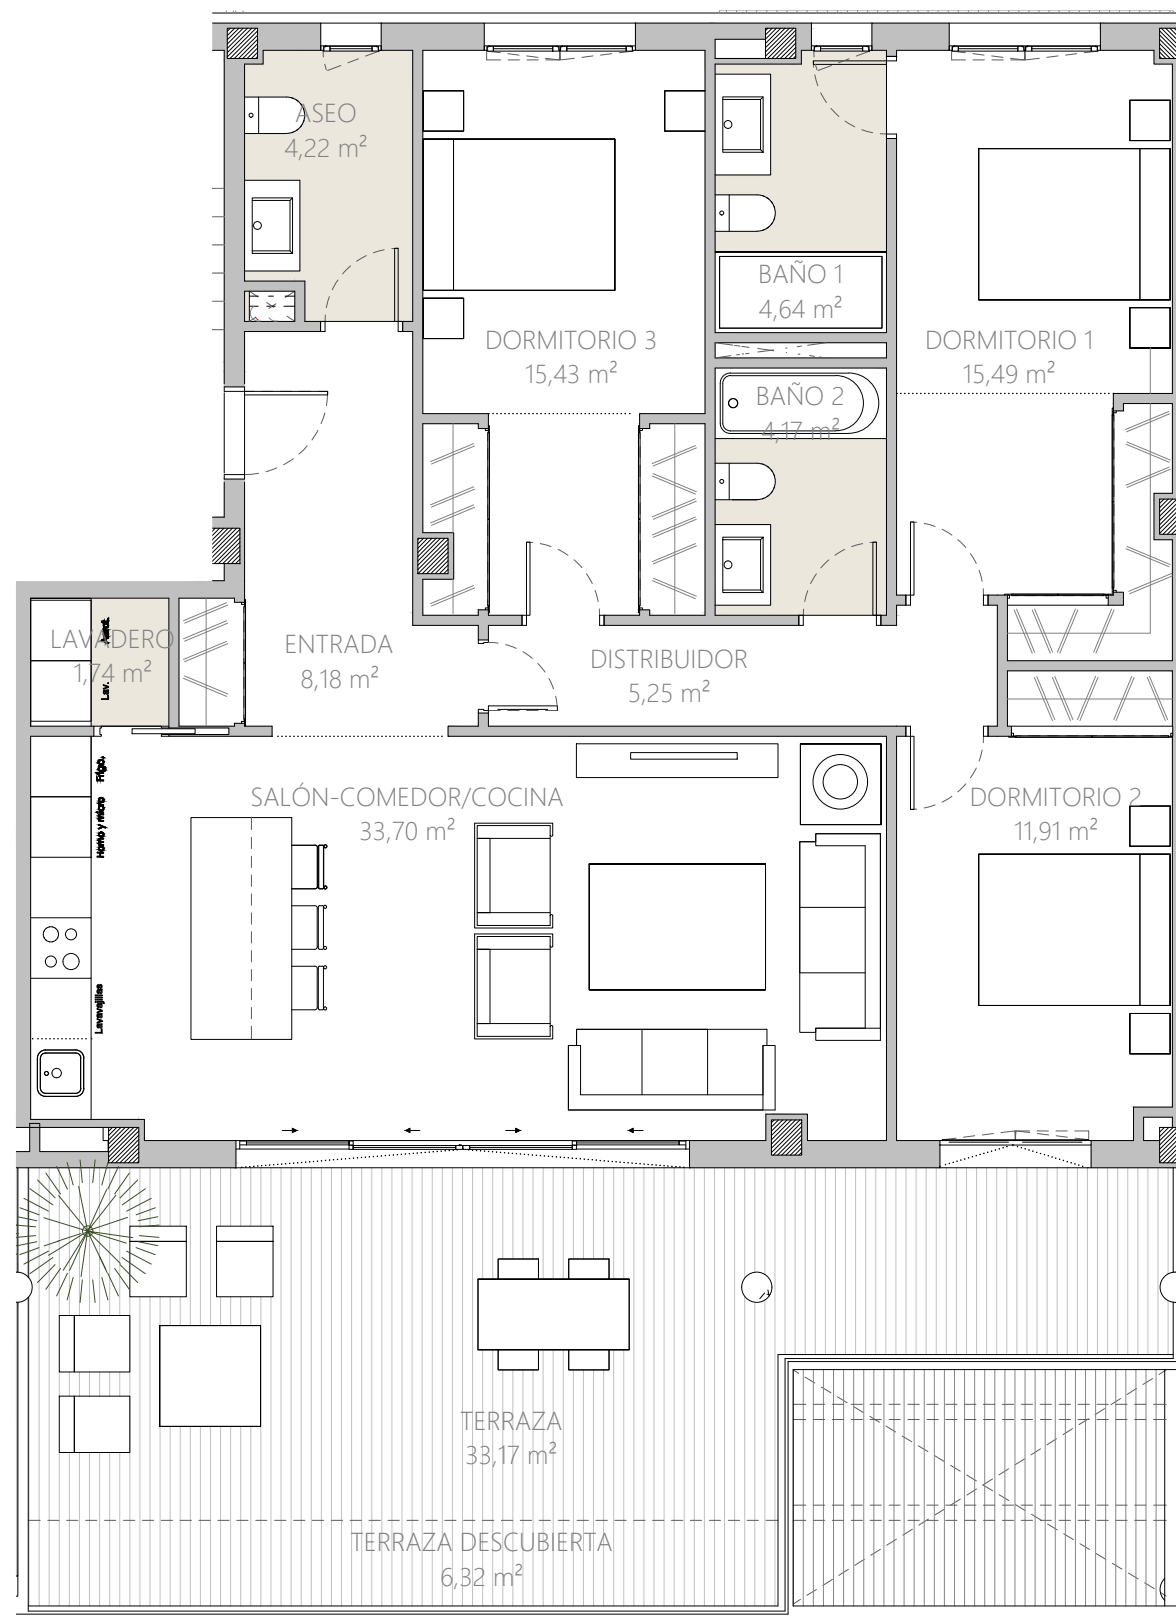 ASEO
4,22 m²
BAÑO 1
4,64 m²
DORMITORIO 3
15,43 m²
DORMITORIO 1
15,49 m²
BAÑO 2
4,17 m²
LAVADERO
1,74 m²
Lav.
ENTRADA
8,18 m²
DISTRIBUIDOR
5,25 m²
Frigo.
Horno y micro
Lavavajillas
SALÓN-COMEDOR/COCINA
33,70 m²
DORMITORIO 2
11,91 m²
TERRAZA
33,17 m²
TERRAZA DESCUBIERTA
6,32 m²